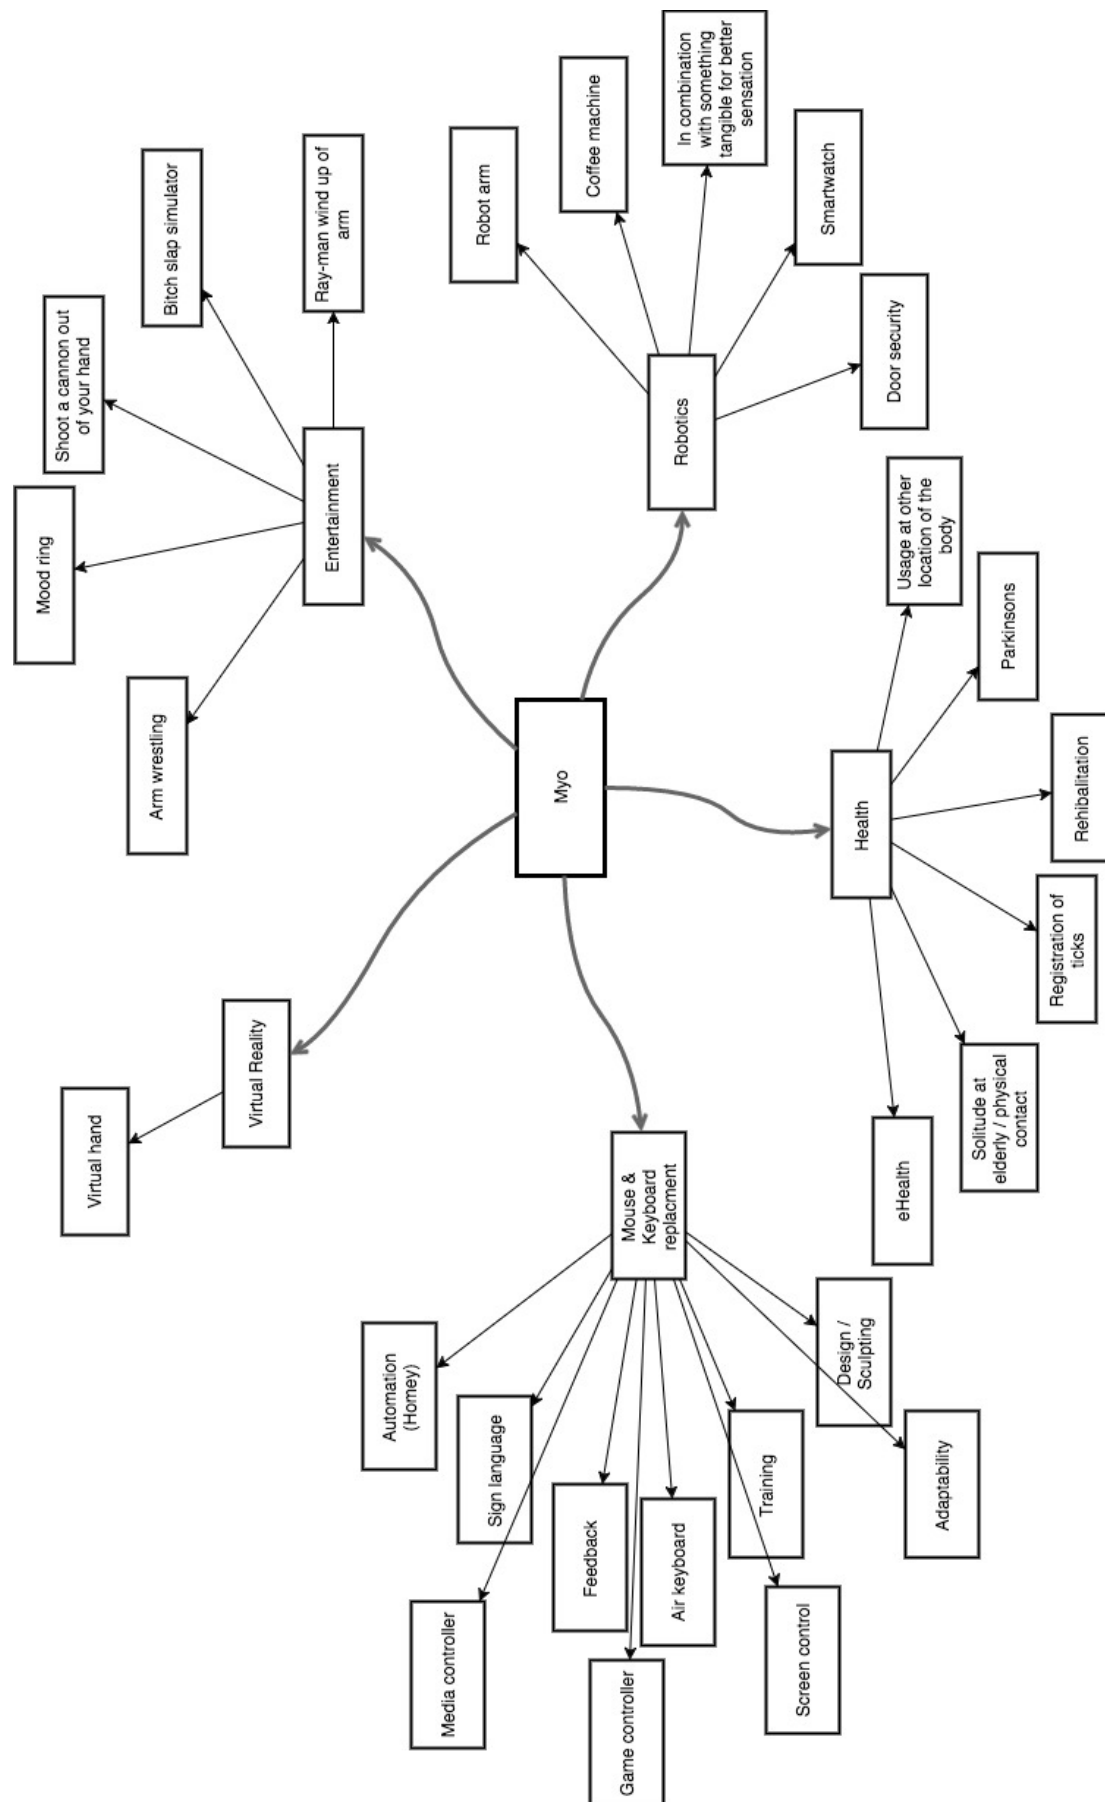 Myo
Virtual Reality
Virtual hand
Entertainment
Arm wrestling
Mood ring
Shoot a cannon out
of your hand
Bitch slap simulator
Ray-man wind up of
arm
Robotics
Robot arm
Coffee machine
In combination
with something
tangible for better
sensation
Smartwatch
Door security
Health
Usage at other
location of the
body
Parkinsons
Rehibalitation
Registration of
ticks
Solitude at
elderly / physical
contact
eHealth
Mouse &
Keyboard
replacment
Automation
(Homey)
Sign language
Media controller
Feedback
Game controller
Air keyboard
Training
Screen control
Design /
Sculpting
Adaptability